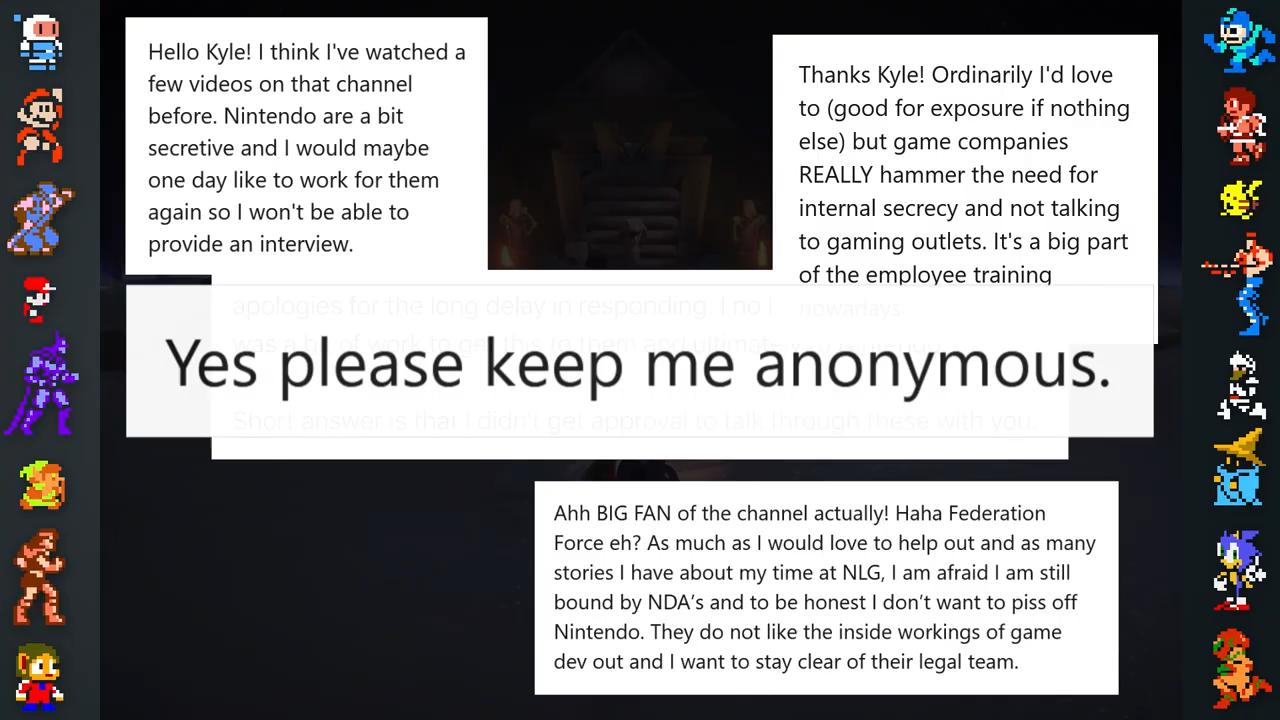 Hello Kyle! I think I've watched a
few videos on that channel
before. Nintendo are a bit
secretive and I would maybe
one day like to work for them
again so I won't be able to
provide an interview.
Thanks Kyle! Ordinarily I'd love
to (good for exposure if nothing
else) but game companies
REALLY hammer the need for
internal secrecy and not talking
to gaming outlets. It's a big part
of the employee training
nowadays.
apologies for the long delay in responding. I no l
was a bit of work to get this to them and ultimately to Nintendo
Yes please keep me anonymous.
Short answer is that I didn't get approval to talk through these with you.
Ahh BIG FAN of the channel actually! Haha Federation
Force eh? As much as I would love to help out and as many
stories I have about my time at NLG, I am afraid I am still
bound by NDA’s and to be honest I don’t want to piss off
Nintendo. They do not like the inside workings of game
dev out and I want to stay clear of their legal team.